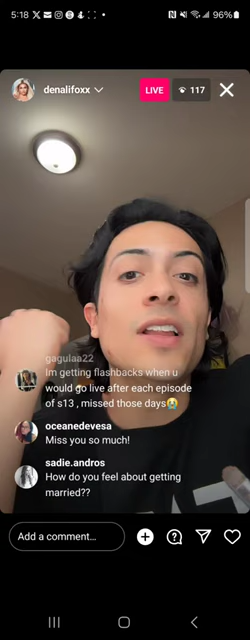 5:18
96%
denalifoxx
LIVE
117
gagulaa22
Im getting flashbacks when u
would go live after each episode
of s13 , missed those days😭
oceanedevesa
Miss you so much!
sadie.andros
How do you feel about getting
married??
Add a comment...